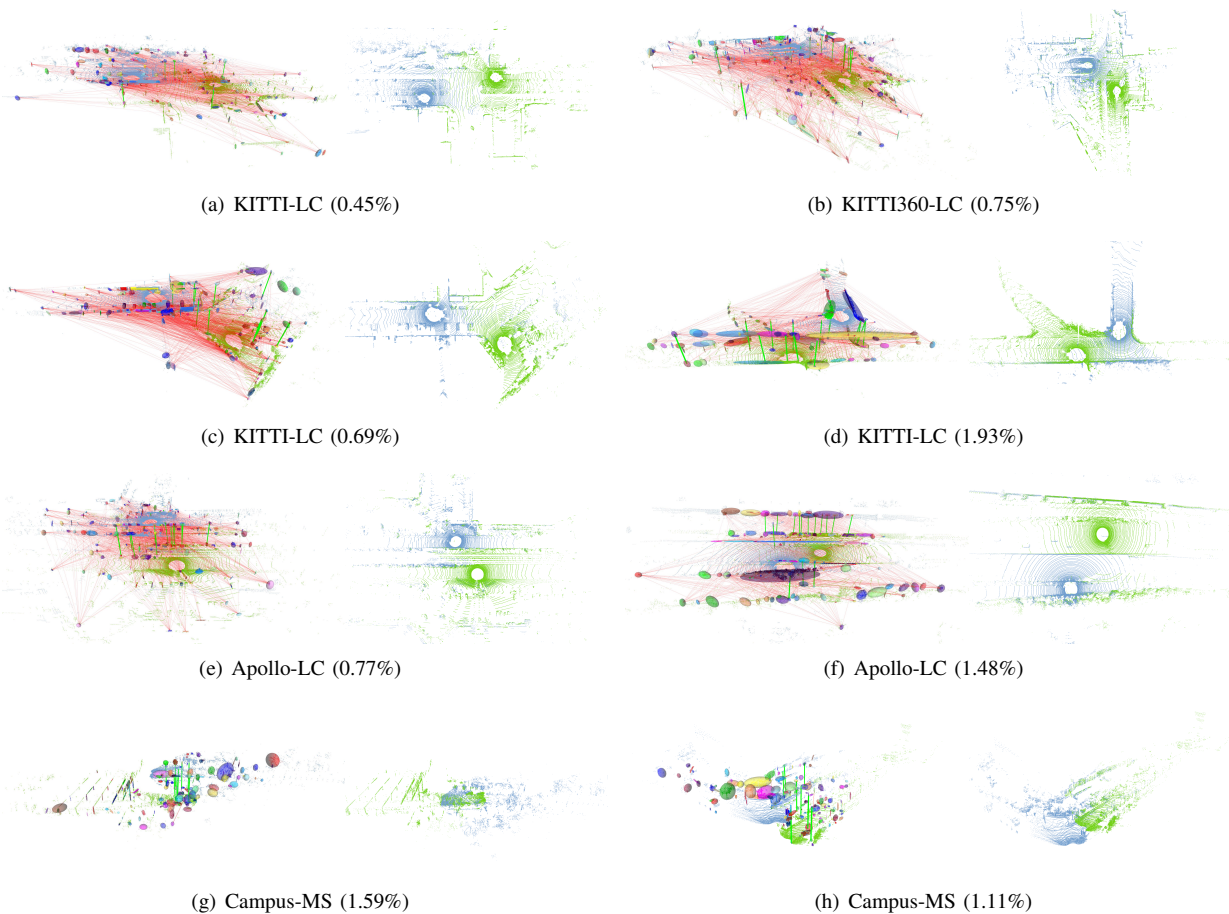 (a) KITTI-LC (0.45%)
(b) KITTI360-LC (0.75%)
(c) KITTI-LC (0.69%)
(d) KITTI-LC (1.93%)
(e) Apollo-LC (0.77%)
(f) Apollo-LC (1.48%)
(g) Campus-MS (1.59%)
(h) Campus-MS (1.11%)